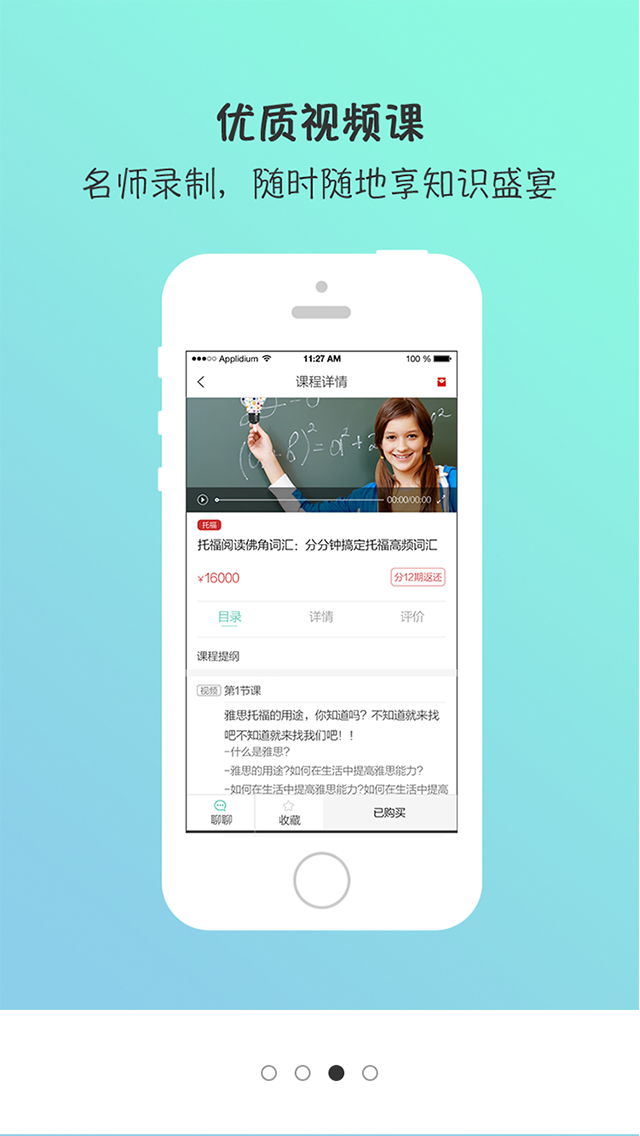 优质视频课
名师录制，随时随地享知识盛宴
Applidium 11:27 AM 100 %
课程详情
00:00/00:00
托福
托福阅读佛角词汇：分分钟搞定托福高频词汇
¥16000 分12期返还
目录 详情 评价
课程提纲
视频 第1节课
雅思托福的用途，你知道吗？不知道就来找
吧不知道就来找我们吧！！
-什么是雅思?
-雅思的用途?如何在生活中提高雅思能力?
-如何在生活中提高雅思能力?如何在生活中提高
聊聊 收藏 已购买